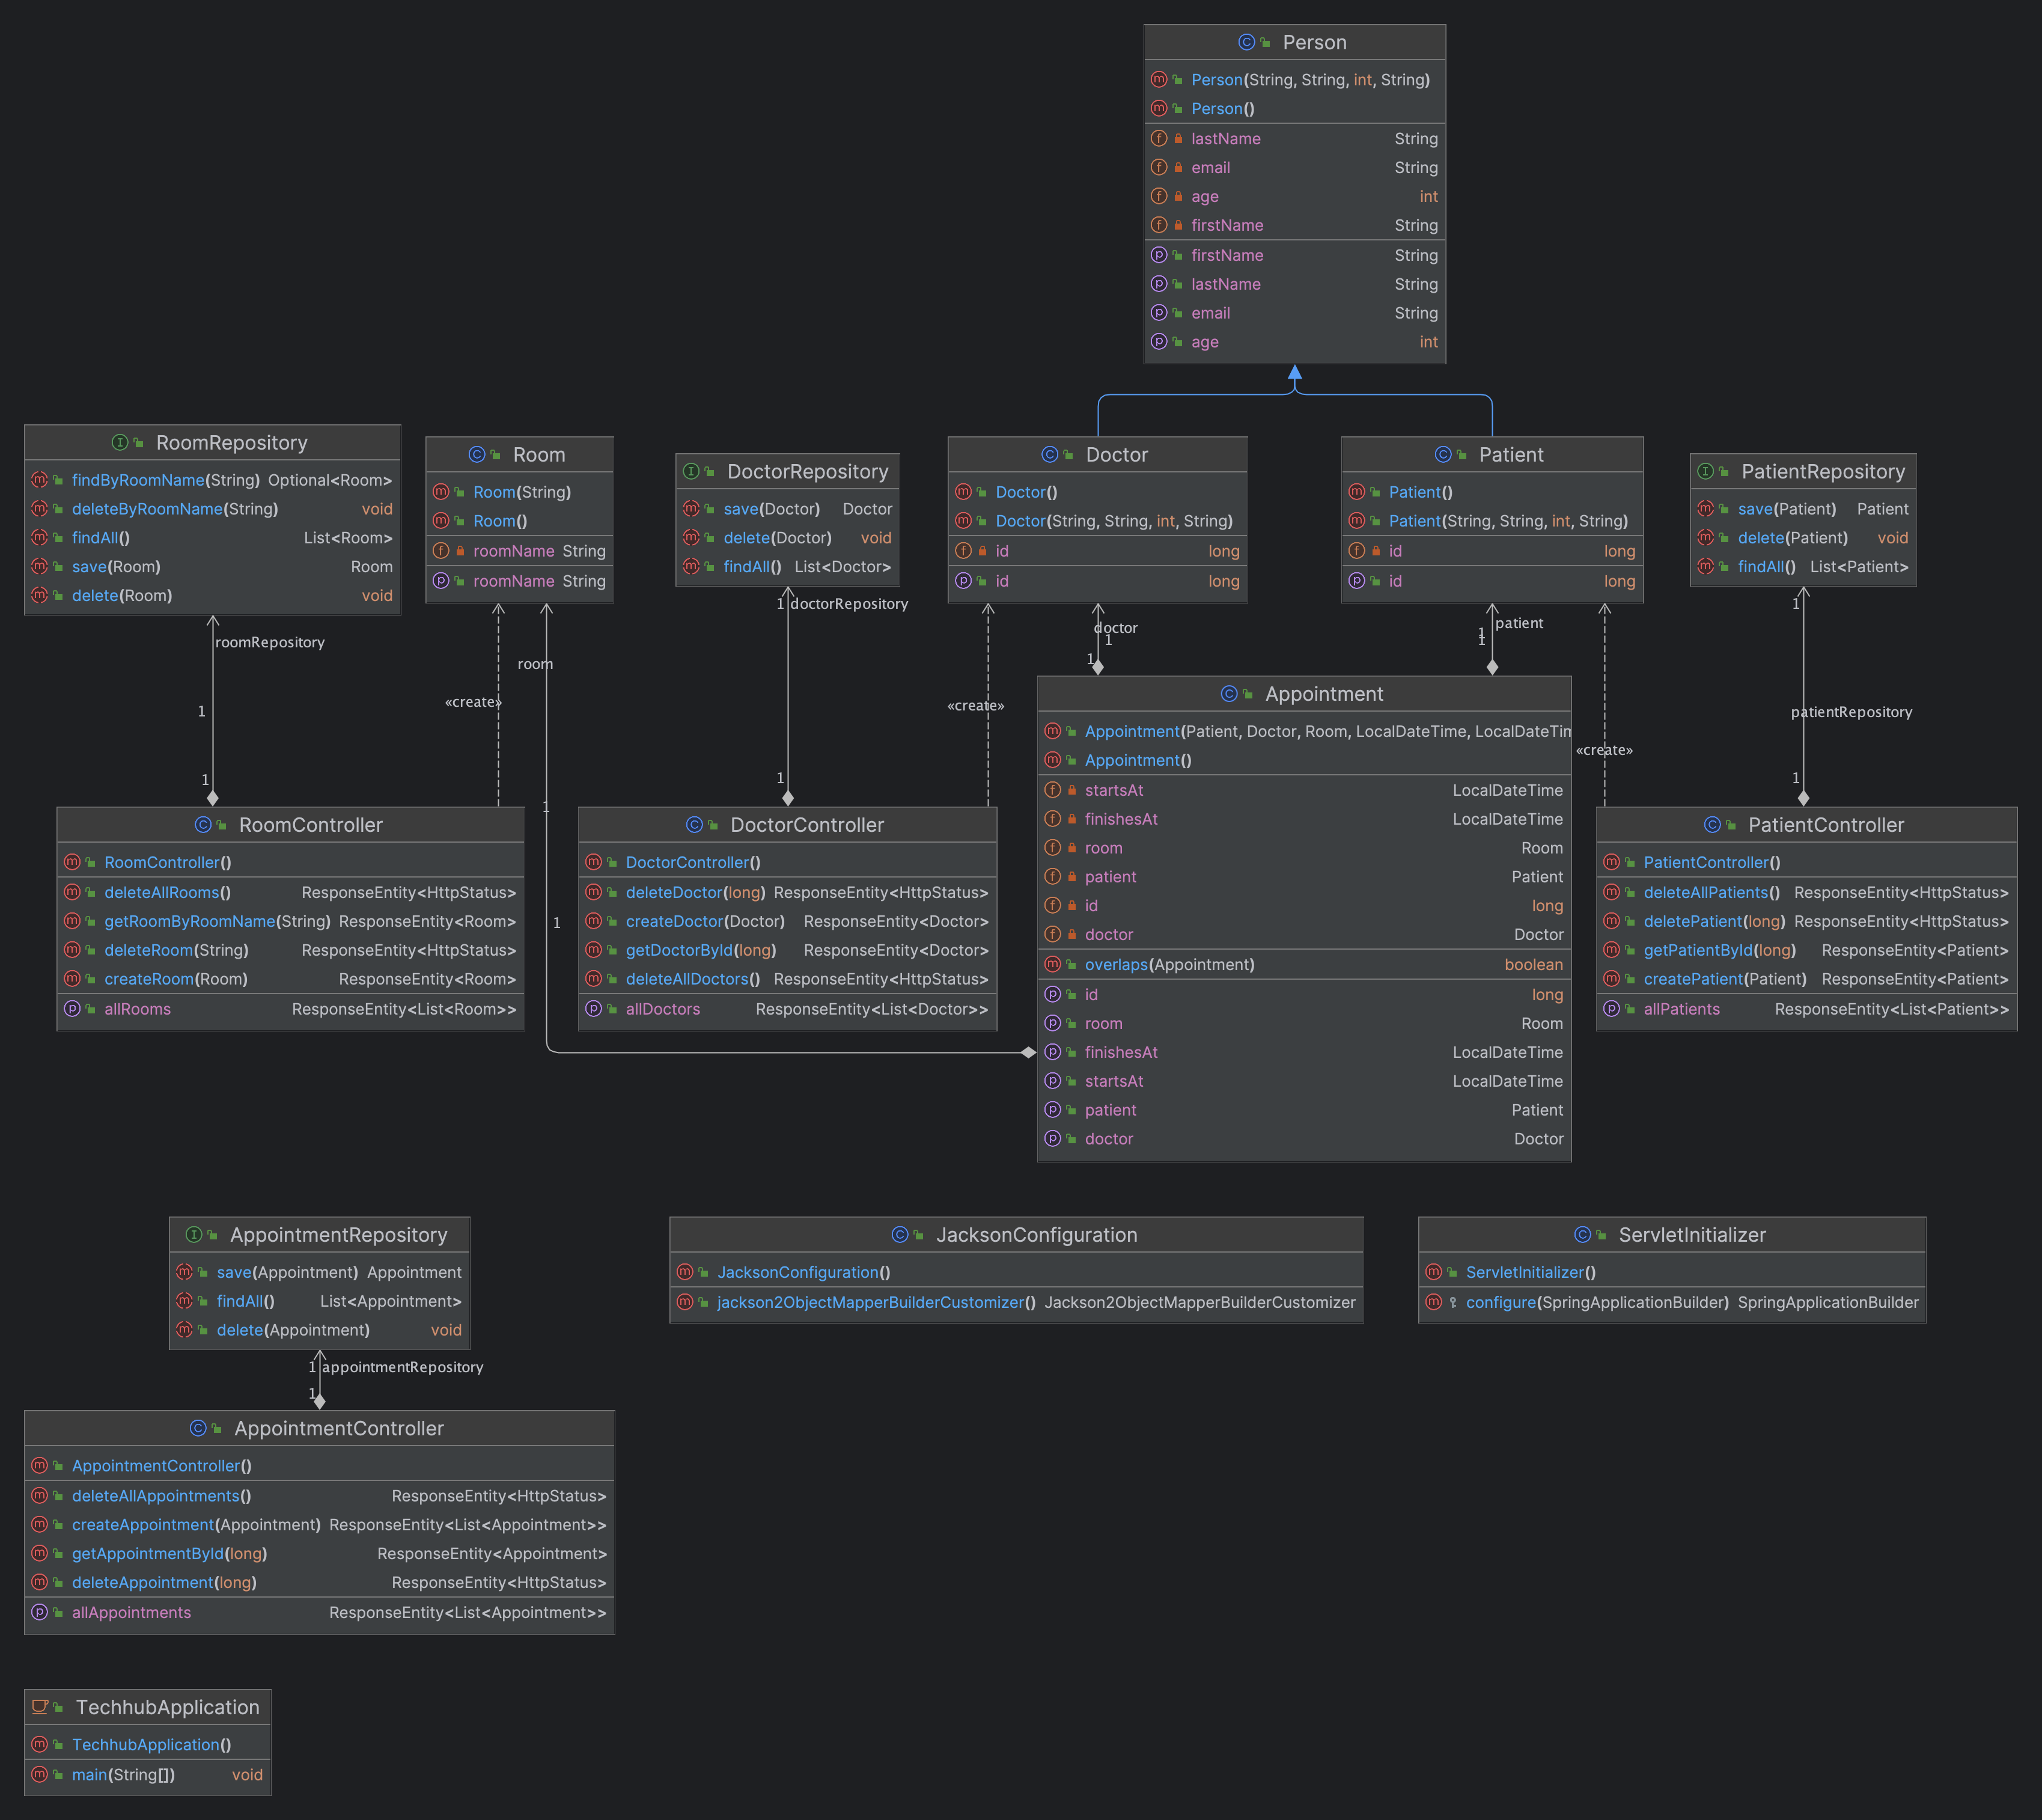 Person
Person(String, String, int, String)
Person()
lastName String
email String
age int
firstName String
firstName String
lastName String
email String
age int
RoomRepository
findByRoomName(String) Optional<Room>
deleteByRoomName(String) void
findAll() List<Room>
save(Room) Room
delete(Room) void
Room
Room(String)
Room()
roomName String
roomName String
DoctorRepository
save(Doctor) Doctor
delete(Doctor) void
findAll() List<Doctor>
Doctor
Doctor()
Doctor(String, String, int, String)
id long
id long
Patient
Patient()
Patient(String, String, int, String)
id long
id long
PatientRepository
save(Patient) Patient
delete(Patient) void
findAll() List<Patient>
roomRepository
1
1
«create»
room
1
1
1 doctorRepository
1
«create»
doctor
1
1
patient
1
1
«create»
1
patientRepository
1
RoomController
RoomController()
deleteAllRooms() ResponseEntity<HttpStatus>
getRoomByRoomName(String) ResponseEntity<Room>
deleteRoom(String) ResponseEntity<HttpStatus>
createRoom(Room) ResponseEntity<Room>
allRooms ResponseEntity<List<Room>>
DoctorController
DoctorController()
deleteDoctor(long) ResponseEntity<HttpStatus>
createDoctor(Doctor) ResponseEntity<Doctor>
getDoctorById(long) ResponseEntity<Doctor>
deleteAllDoctors() ResponseEntity<HttpStatus>
allDoctors ResponseEntity<List<Doctor>>
Appointment
Appointment(Patient, Doctor, Room, LocalDateTime, LocalDateTin
Appointment()
startsAt LocalDateTime
finishesAt LocalDateTime
room Room
patient Patient
id long
doctor Doctor
overlaps(Appointment) boolean
id long
room Room
finishesAt LocalDateTime
startsAt LocalDateTime
patient Patient
doctor Doctor
PatientController
PatientController()
deleteAllPatients() ResponseEntity<HttpStatus>
deletePatient(long) ResponseEntity<HttpStatus>
getPatientById(long) ResponseEntity<Patient>
createPatient(Patient) ResponseEntity<Patient>
allPatients ResponseEntity<List<Patient>>
AppointmentRepository
save(Appointment) Appointment
findAll() List<Appointment>
delete(Appointment) void
1 appointmentRepository
1
JacksonConfiguration
JacksonConfiguration()
jackson2ObjectMapperBuilderCustomizer() Jackson2ObjectMapperBuilderCustomizer
ServletInitializer
ServletInitializer()
configure(SpringApplicationBuilder) SpringApplicationBuilder
AppointmentController
AppointmentController()
deleteAllAppointments() ResponseEntity<HttpStatus>
createAppointment(Appointment) ResponseEntity<List<Appointment>>
getAppointmentById(long) ResponseEntity<Appointment>
deleteAppointment(long) ResponseEntity<HttpStatus>
allAppointments ResponseEntity<List<Appointment>>
TechhubApplication
TechhubApplication()
main(String[]) void